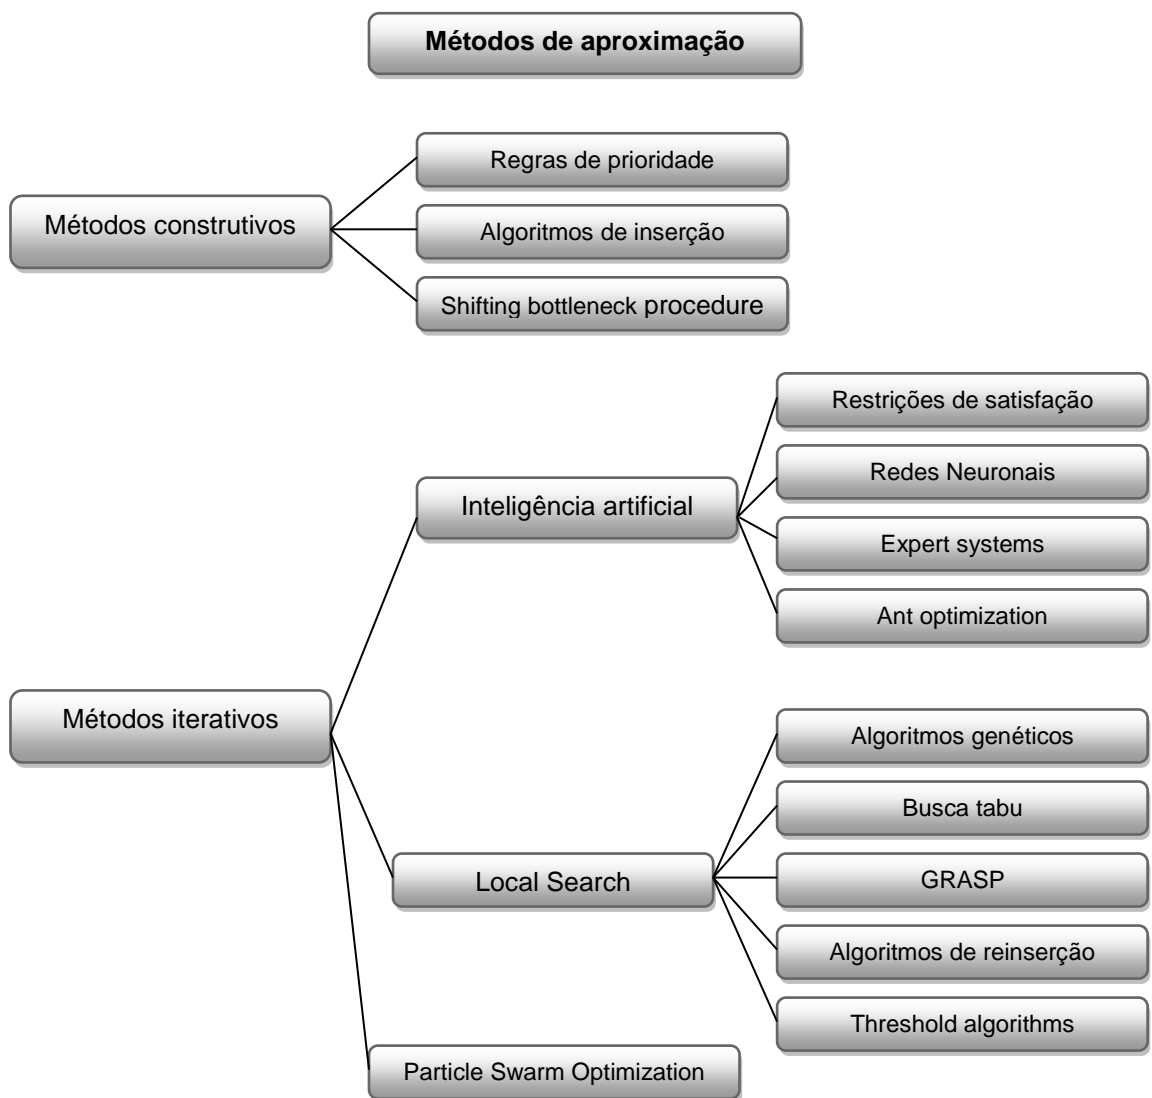 Métodos de aproximação
Regras de prioridade
Métodos construtivos
Algoritmos de inserção
Shifting bottleneck procedure
Restrições de satisfação
Redes Neuronais
Inteligência artificial
Expert systems
Ant optimization
Métodos iterativos
Algoritmos genéticos
Busca tabu
Local Search
GRASP
Algoritmos de reinserção
Threshold algorithms
Particle Swarm Optimization